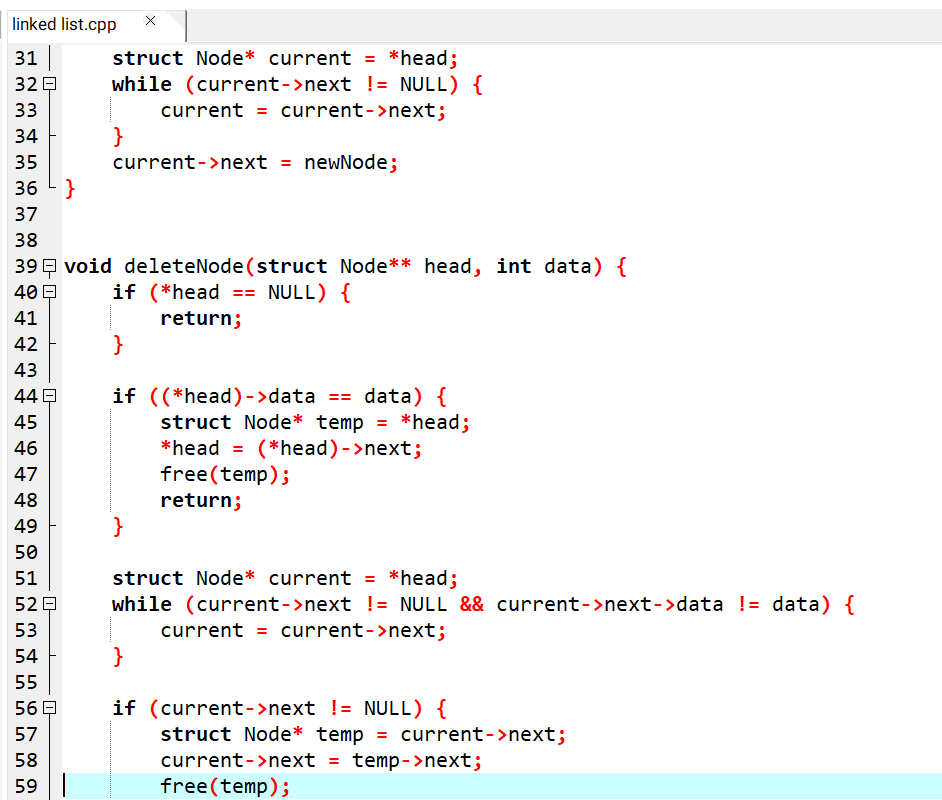 linked list.cpp
31     struct Node* current = *head;
32     while (current->next != NULL) {
33         current = current->next;
34     }
35     current->next = newNode;
36 }
37
38
39 void deleteNode(struct Node** head, int data) {
40     if (*head == NULL) {
41         return;
42     }
43
44     if ((*head)->data == data) {
45         struct Node* temp = *head;
46         *head = (*head)->next;
47         free(temp);
48         return;
49     }
50
51     struct Node* current = *head;
52     while (current->next != NULL && current->next->data != data) {
53         current = current->next;
54     }
55
56     if (current->next != NULL) {
57         struct Node* temp = current->next;
58         current->next = temp->next;
59         free(temp);